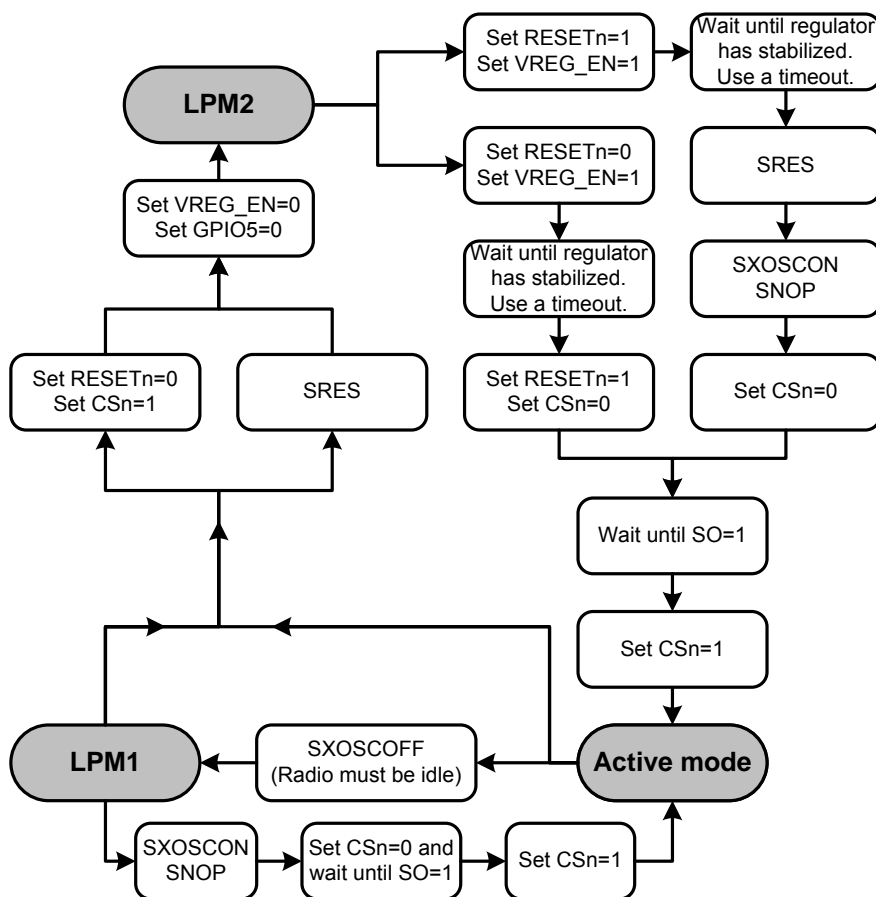 Set RESETn=1
Set VREG_EN=1
Wait until regulator
has stabilized.
Use a timeout.
LPM2
Set RESETn=0
Set VREG_EN=1
SRES
Set VREG_EN=0
Set GPIO5=0
Wait until regulator
has stabilized.
Use a timeout.
SXOSCON
SNOP
Set RESETn=0
Set CSn=1
SRES
Set RESETn=1
Set CSn=0
Set CSn=0
Wait until SO=1
Set CSn=1
LPM1
SXOSCOFF
(Radio must be idle)
Active mode
SXOSCON
SNOP
Set CSn=0 and
wait until SO=1
Set CSn=1